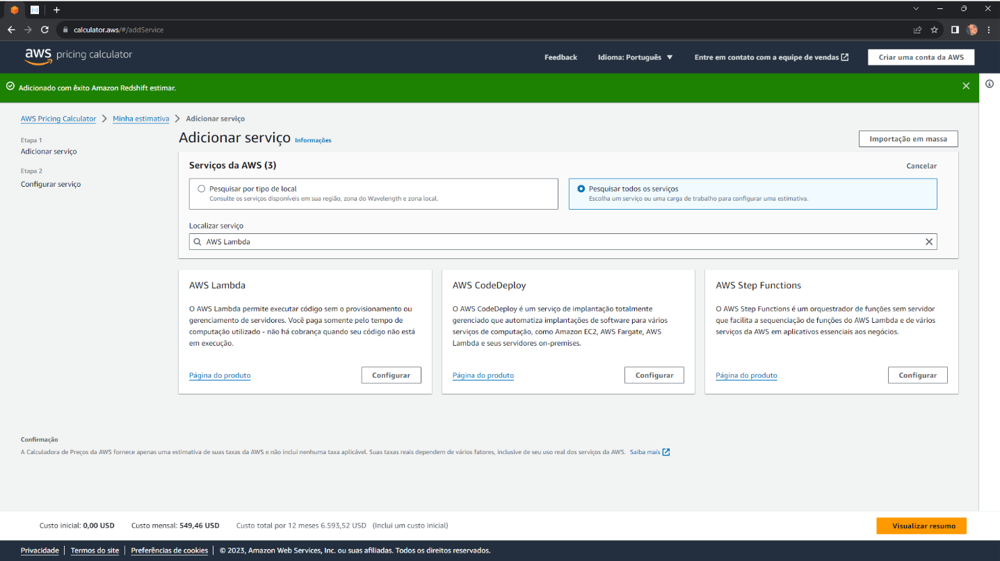 calculator.aws/#/addService
aws pricing calculator
Feedback
Idioma: Português
Entre em contato com a equipe de vendas
Criar uma conta da AWS
Adicionado com êxito Amazon Redshift estimar.
AWS Pricing Calculator
Minha estimativa
Adicionar serviço
Etapa 1
Adicionar serviço
Etapa 2
Configurar serviço
Adicionar serviço Informações
Importação em massa
Serviços da AWS (3)
Cancelar
Pesquisar por tipo de local
Consulte os serviços disponíveis em sua região, zona do Wavelength e zona local.
Pesquisar todos os serviços
Escolha um serviço ou uma carga de trabalho para configurar uma estimativa.
Localizar serviço
AWS Lambda
AWS Lambda
O AWS Lambda permite executar código sem o provisionamento ou
gerenciamento de servidores. Você paga somente pelo tempo de
computação utilizado - não há cobrança quando seu código não está
em execução.
Página do produto
Configurar
AWS CodeDeploy
O AWS CodeDeploy é um serviço de implantação totalmente
gerenciado que automatiza implantações de software para vários
serviços de computação, como Amazon EC2, AWS Fargate, AWS
Lambda e seus servidores on-premises.
Página do produto
Configurar
AWS Step Functions
O AWS Step Functions é um orquestrador de funções sem servidor
que facilita a sequenciação de funções do AWS Lambda e de vários
serviços da AWS em aplicativos essenciais aos negócios.
Página do produto
Configurar
Confirmação
A Calculadora de Preços da AWS fornece apenas uma estimativa de suas taxas da AWS e não inclui nenhuma taxa aplicável. Suas taxas reais dependem de vários fatores, inclusive de seu uso real dos serviços da AWS. Saiba mais
Custo inicial: 0,00 USD
Custo mensal: 549,46 USD
Custo total por 12 meses 6.593,52 USD (Inclui um custo inicial)
Visualizar resumo
Privacidade
Termos do site
Preferências de cookies
© 2023, Amazon Web Services, Inc. ou suas afiliadas. Todos os direitos reservados.